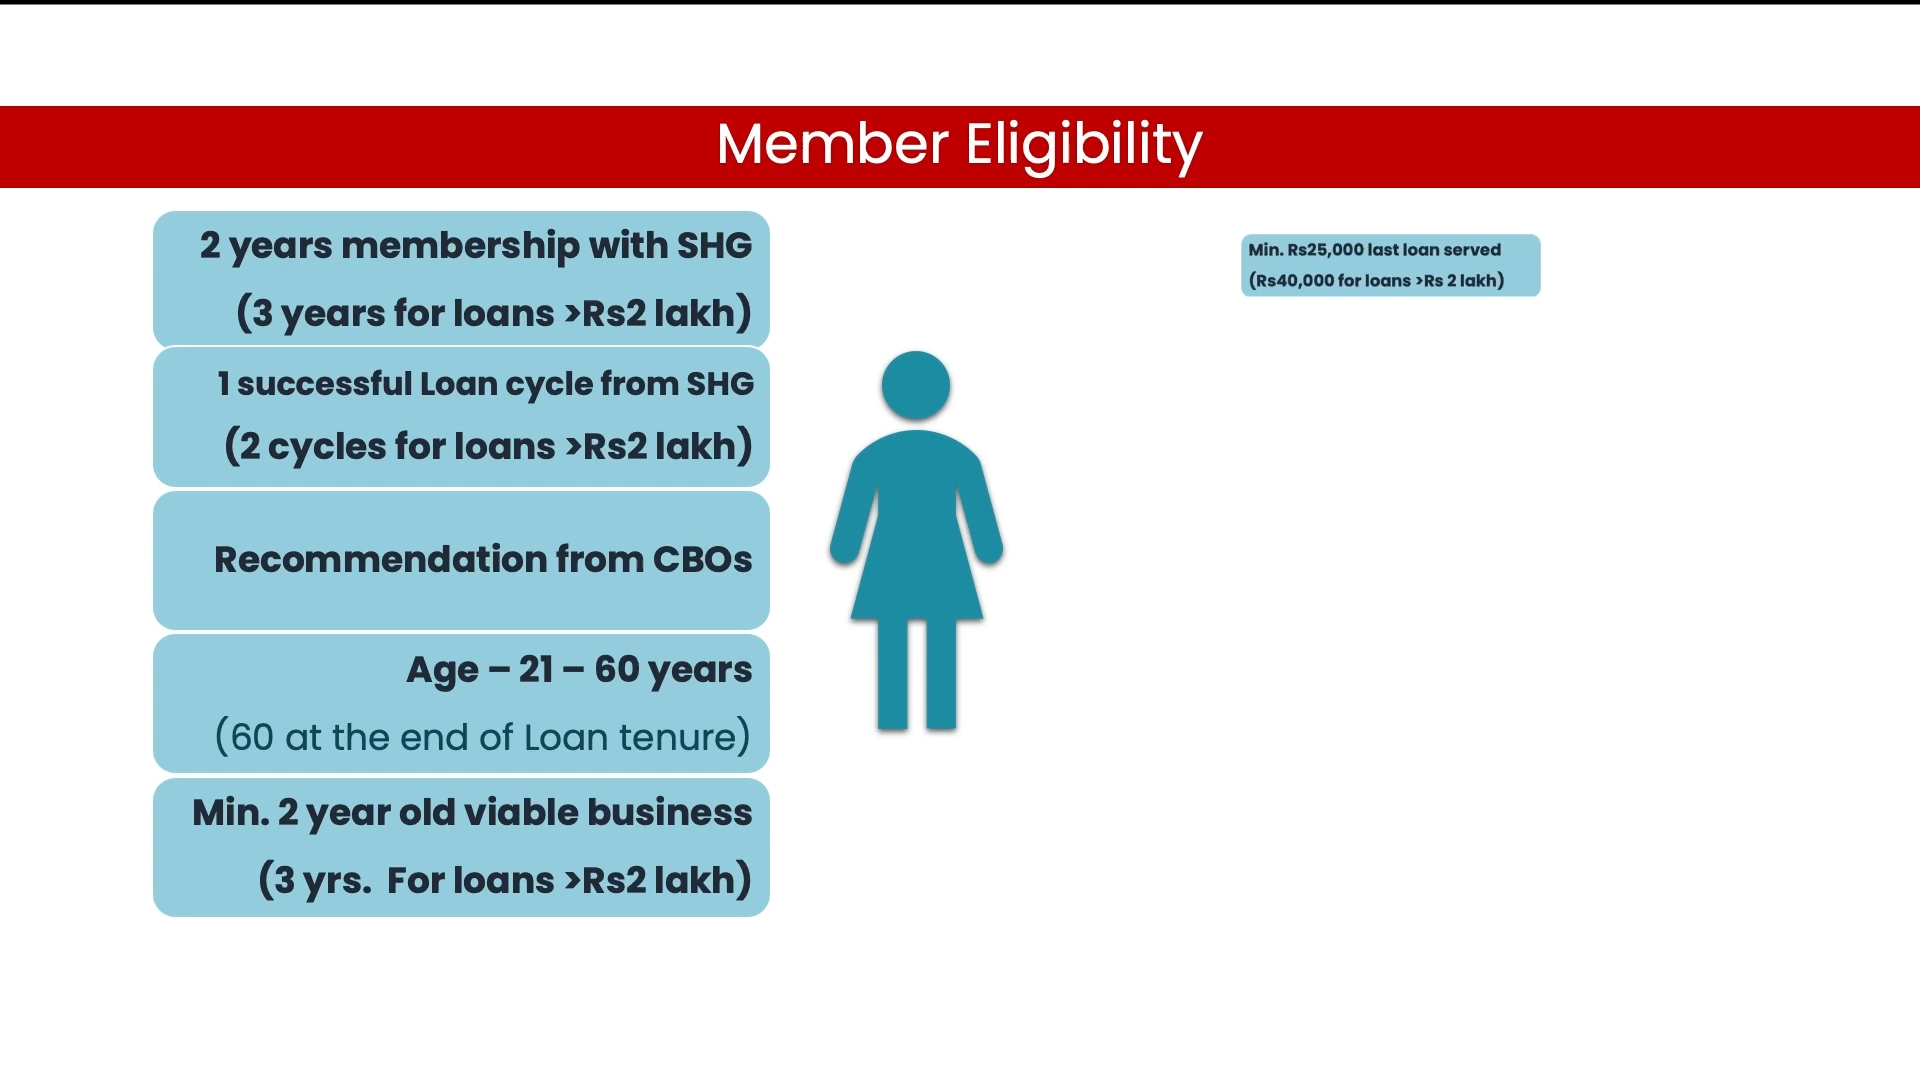 Member Eligibility
2 years membership with SHG
(3 years for loans >Rs2 lakh)
1 successful Loan cycle from SHG
(2 cycles for loans >Rs2 lakh)
Recommendation from CBOs
Age – 21 – 60 years
(60 at the end of Loan tenure)
Min. 2 year old viable business
(3 yrs.  For loans >Rs2 lakh)
Min. Rs25,000 last loan served
(Rs40,000 for loans >Rs 2 lakh)